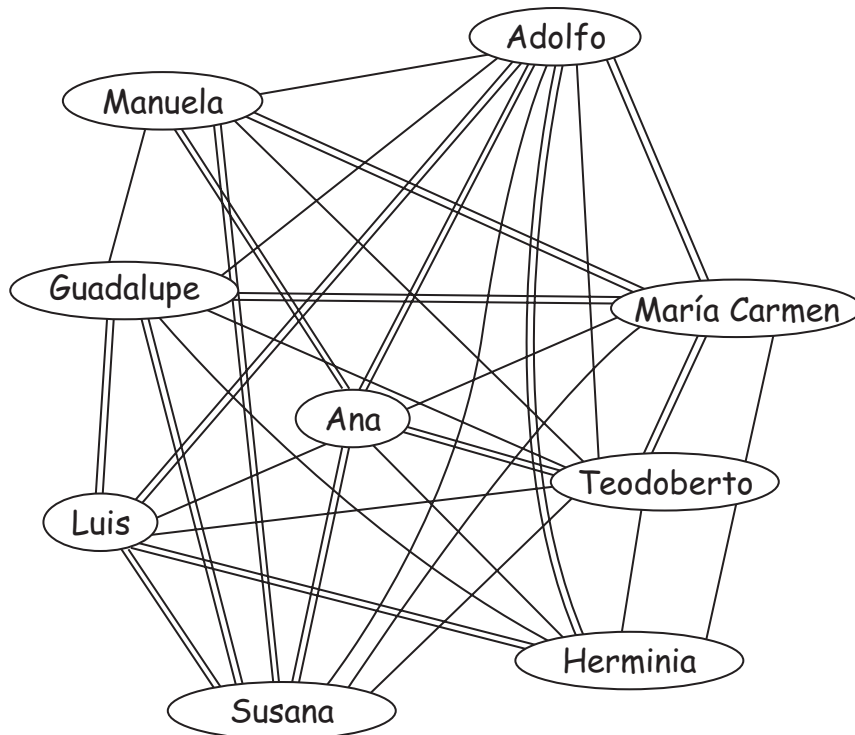 Adolfo
Manuela
Guadalupe
María Carmen
Ana
Teodoberto
Luis
Herminia
Susana